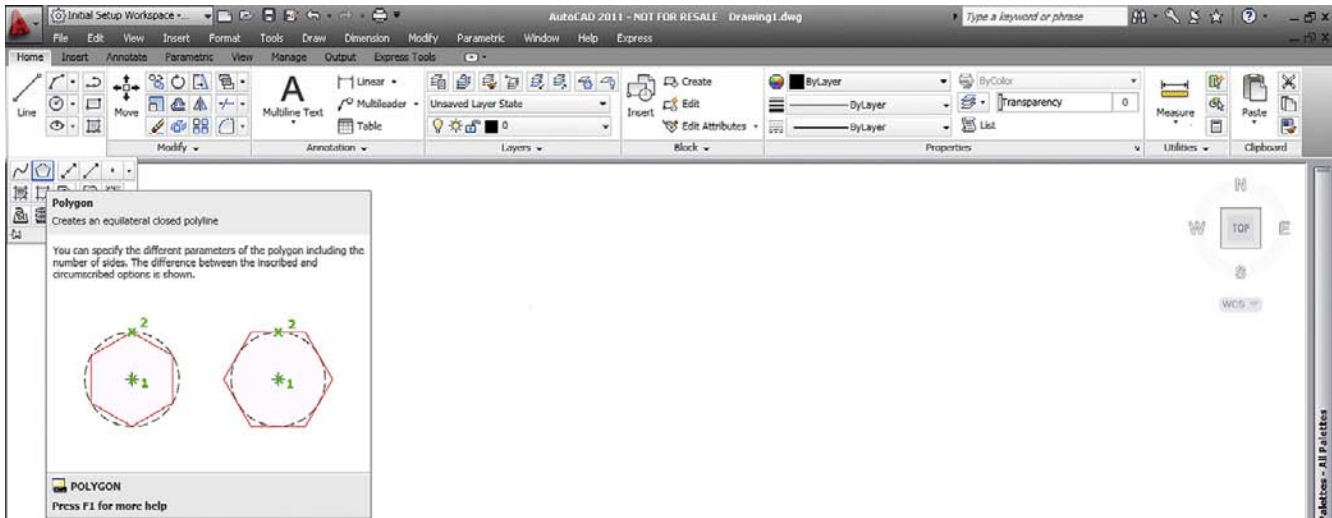 Initial Setup Workspace -...
AutoCAD 2011 - NOT FOR RESALE Drawing1.dwg
Type a keyword or phrase
File Edit View Insert Format Tools Draw Dimension Modify Parametric Window Help Express
Home Insert Annotate Parametric View Manage Output Express Tools
Line
Move
A
Multiline Text
Linear
Multileader
Table
Unsaved Layer State
0
Insert
Create
Edit
Edit Attributes
ByLayer
ByLayer
ByLayer
ByColor
Transparency 0
List
Measure
Paste
Modify
Annotation
Layers
Block
Properties
Utilities
Clipboard
Polygon
Creates an equilateral closed polyline
You can specify the different parameters of the polygon including the
number of sides. The difference between the inscribed and
circumscribed options is shown.
2
1
2
1
POLYGON
Press F1 for more help
N
W TOP E
S
WCS
Palettes - All Palettes